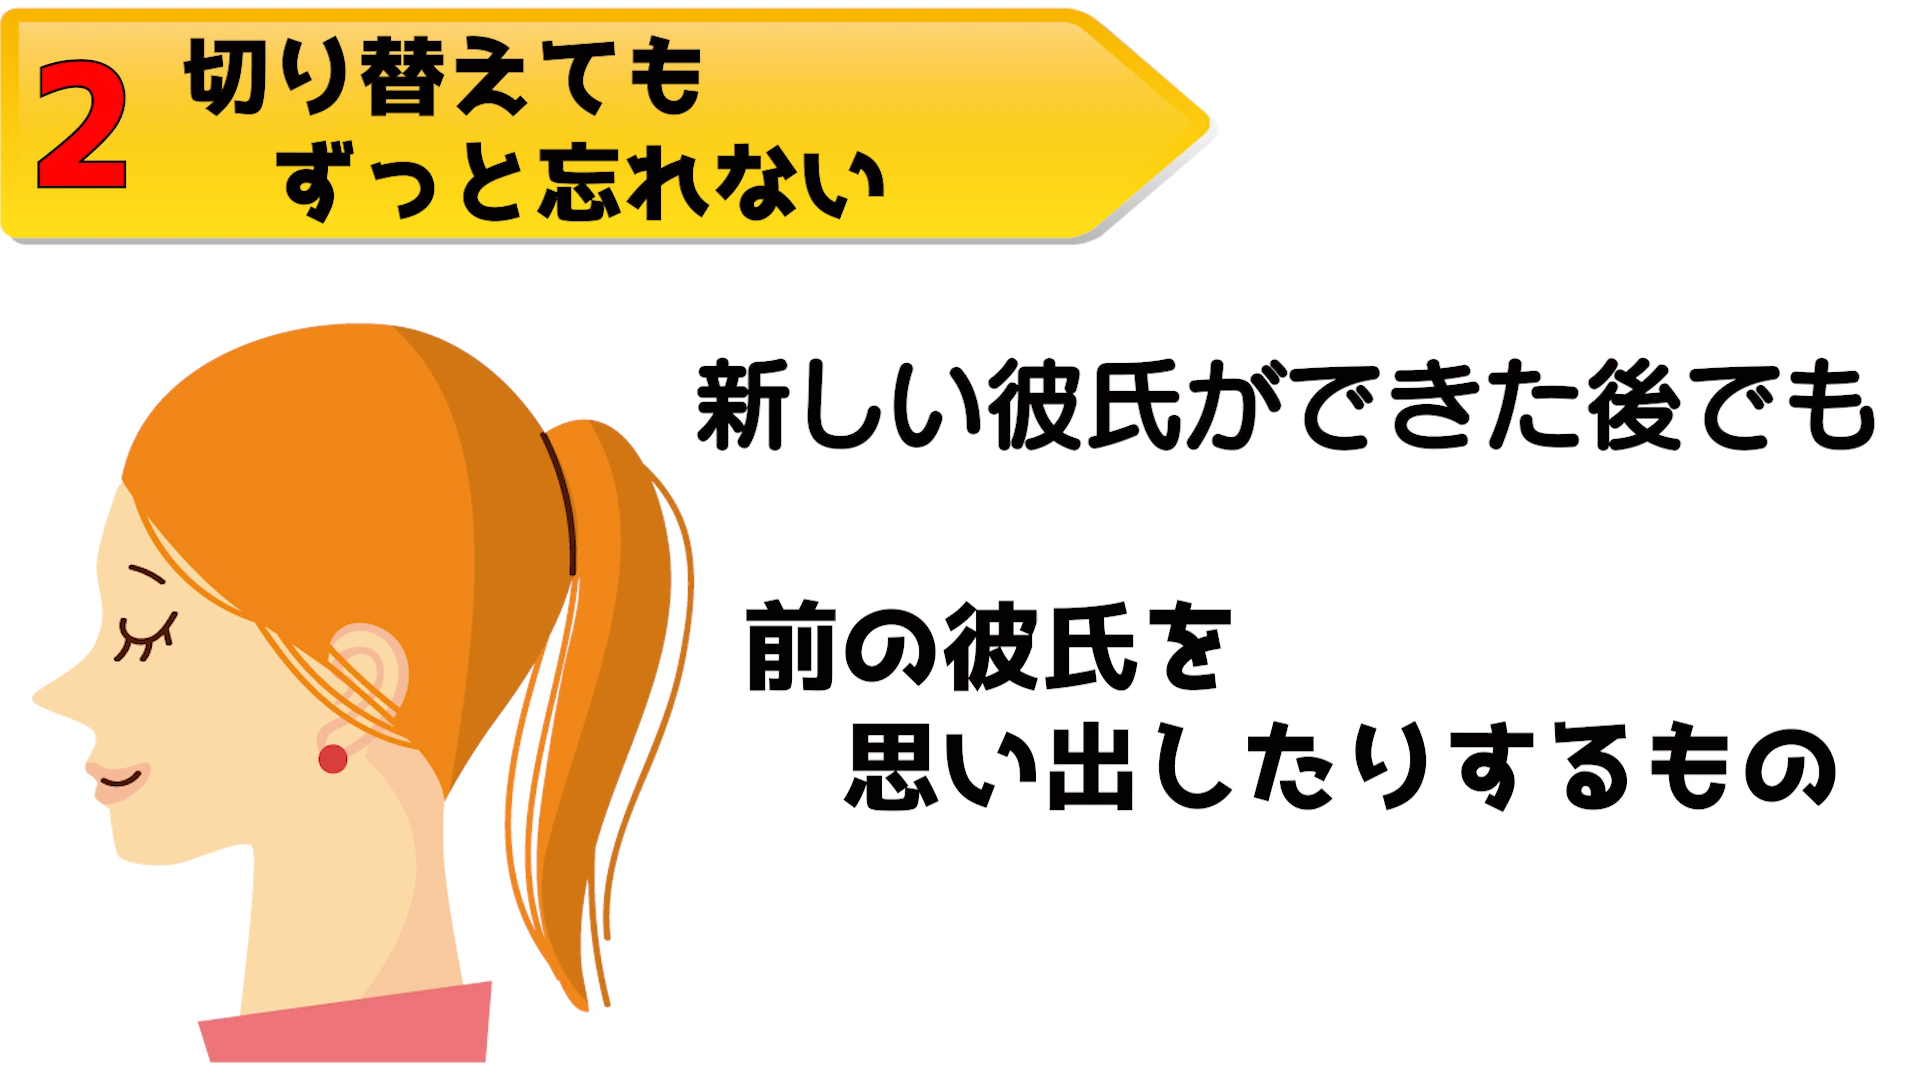 2
切り替えても
ずっと忘れない
新しい彼氏ができた後でも
前の彼氏を
思い出したりするもの